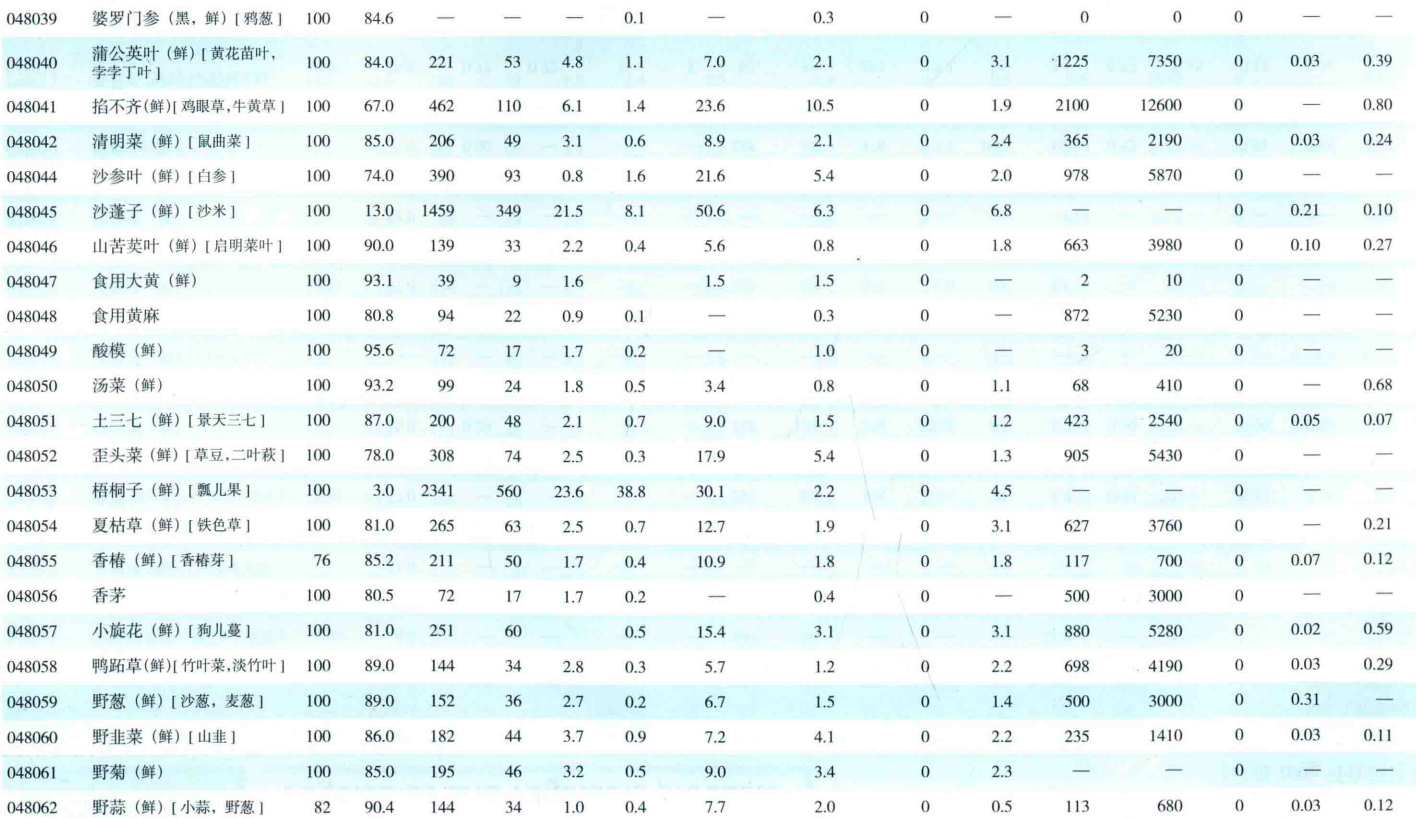 048039 婆罗门参（黑，鲜）[鸦葱] 100 84.6 — — — 0.1 — 0.3 0 — 0 0 0 — —
048040 蒲公英叶（鲜）[黄花苗叶， 100 84.0 221 53 4.8 1.1 7.0 2.1 0 3.1 1225 7350 0 0.03 0.39
孛孛丁叶]
048041 掐不齐(鲜)[鸡眼草,牛黄草] 100 67.0 462 110 6.1 1.4 23.6 10.5 0 1.9 2100 12600 0 — 0.80
048042 清明菜（鲜）[鼠曲菜] 100 85.0 206 49 3.1 0.6 8.9 2.1 0 2.4 365 2190 0 0.03 0.24
048044 沙参叶（鲜）[白参] 100 74.0 390 93 0.8 1.6 21.6 5.4 0 2.0 978 5870 0 — —
048045 沙蓬子（鲜）[沙米] 100 13.0 1459 349 21.5 8.1 50.6 6.3 0 6.8 — — 0 0.21 0.10
048046 山苦荬叶（鲜）[启明菜叶] 100 90.0 139 33 2.2 0.4 5.6 0.8 0 1.8 663 3980 0 0.10 0.27
048047 食用大黄（鲜） 100 93.1 39 9 1.6 1.5 1.5 0 — 2 10 0 — —
048048 食用黄麻 100 80.8 94 22 0.9 0.1 — 0.3 0 — 872 5230 0 — —
048049 酸模（鲜） 100 95.6 72 17 1.7 0.2 — 1.0 0 — 3 20 0 — —
048050 汤菜（鲜） 100 93.2 99 24 1.8 0.5 3.4 0.8 0 1.1 68 410 0 — 0.68
048051 土三七（鲜）[景天三七] 100 87.0 200 48 2.1 0.7 9.0 1.5 0 1.2 423 2540 0 0.05 0.07
048052 歪头菜（鲜）[草豆,二叶萩] 100 78.0 308 74 2.5 0.3 17.9 5.4 0 1.3 905 5430 0 — —
048053 梧桐子（鲜）[瓢儿果] 100 3.0 2341 560 23.6 38.8 30.1 2.2 0 4.5 — — 0 — —
048054 夏枯草（鲜）[铁色草] 100 81.0 265 63 2.5 0.7 12.7 1.9 0 3.1 627 3760 0 — 0.21
048055 香椿（鲜）[香椿芽] 76 85.2 211 50 1.7 0.4 10.9 1.8 0 1.8 117 700 0 0.07 0.12
048056 香茅 100 80.5 72 17 1.7 0.2 — 0.4 0 — 500 3000 0 — —
048057 小旋花（鲜）[狗儿蔓] 100 81.0 251 60 0.5 15.4 3.1 0 3.1 880 5280 0 0.02 0.59
048058 鸭跖草(鲜)[竹叶菜,淡竹叶] 100 89.0 144 34 2.8 0.3 5.7 1.2 0 2.2 698 4190 0 0.03 0.29
048059 野葱（鲜）[沙葱，麦葱] 100 89.0 152 36 2.7 0.2 6.7 1.5 0 1.4 500 3000 0 0.31 —
048060 野韭菜（鲜）[山韭] 100 86.0 182 44 3.7 0.9 7.2 4.1 0 2.2 235 1410 0 0.03 0.11
048061 野菊（鲜） 100 85.0 195 46 3.2 0.5 9.0 3.4 0 2.3 — — 0 — —
048062 野蒜（鲜）[小蒜，野葱] 82 90.4 144 34 1.0 0.4 7.7 2.0 0 0.5 113 680 0 0.03 0.12